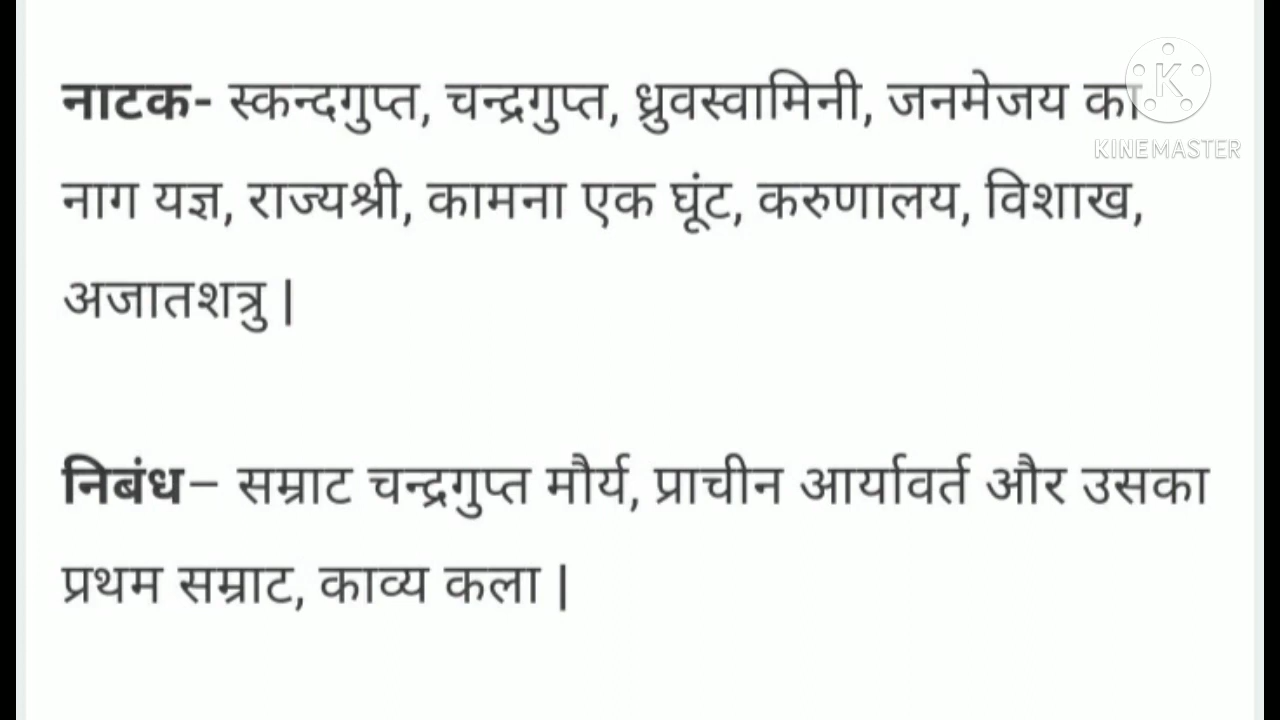 नाटक- स्कन्दगुप्त, चन्द्रगुप्त, ध्रुवस्वामिनी, जनमेजय का
K
KINEMASTER
नाग यज्ञ, राज्यश्री, कामना एक घूंट, करुणालय, विशाख,
अजातशत्रु |
निबंध– सम्राट चन्द्रगुप्त मौर्य, प्राचीन आर्यावर्त और उसका
प्रथम सम्राट, काव्य कला |